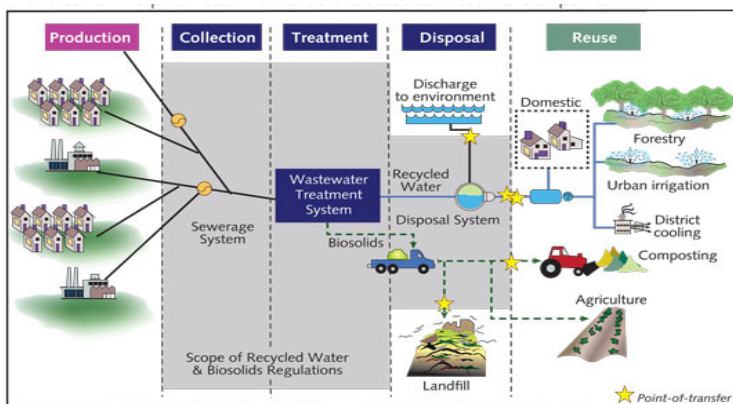 Production
Collection
Treatment
Disposal
Reuse
Discharge
to environment
Domestic
Forestry
Urban irrigation
District
cooling
Composting
Agriculture
Wastewater
Treatment
System
Recycled
Water
Disposal System
Sewerage
System
Biosolids
Landfill
Scope of Recycled Water
& Biosolids Regulations
Point-of-transfer